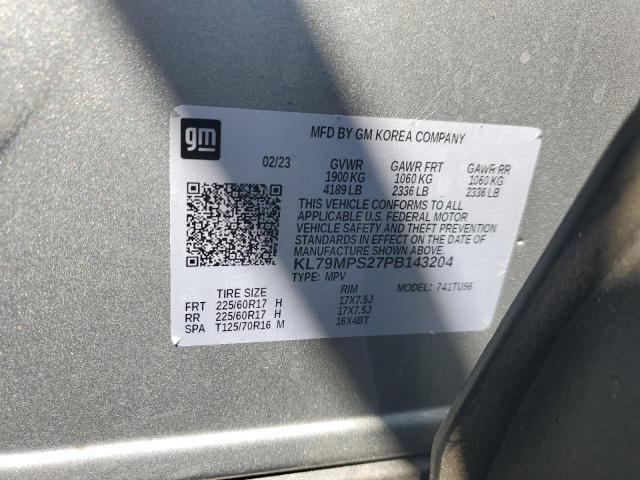 gm
MFD BY GM KOREA COMPANY
02/23 GVWR GAWR FRT GAWR RR
1900 KG 1060 KG 1060 KG
4189 LB 2336 LB 2336 LB
THIS VEHICLE CONFORMS TO ALL
APPLICABLE U.S. FEDERAL MOTOR
VEHICLE SAFETY AND THEFT PREVENTION
STANDARDS IN EFFECT ON THE DATE OF
MANUFACTURE SHOWN ABOVE.
KL79MPS27PB143204
TYPE: MPV MODEL: 741TU56
TIRE SIZE RIM
FRT 225/60R17 H 17X7.5J
RR 225/60R17 H 17X7.5J
SPA T125/70R16 M 16X4BT